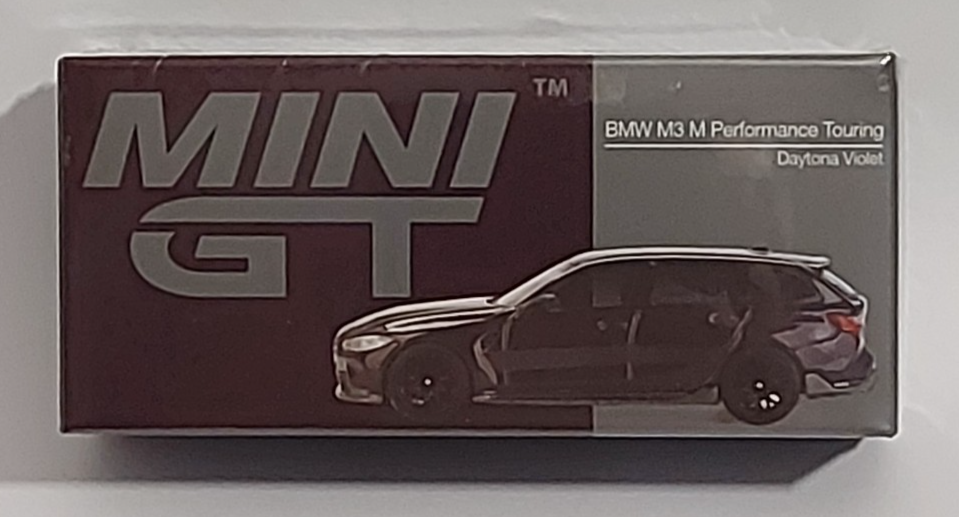 MINI
GT
TM
BMW M3 M Performance Touring
Daytona Violet